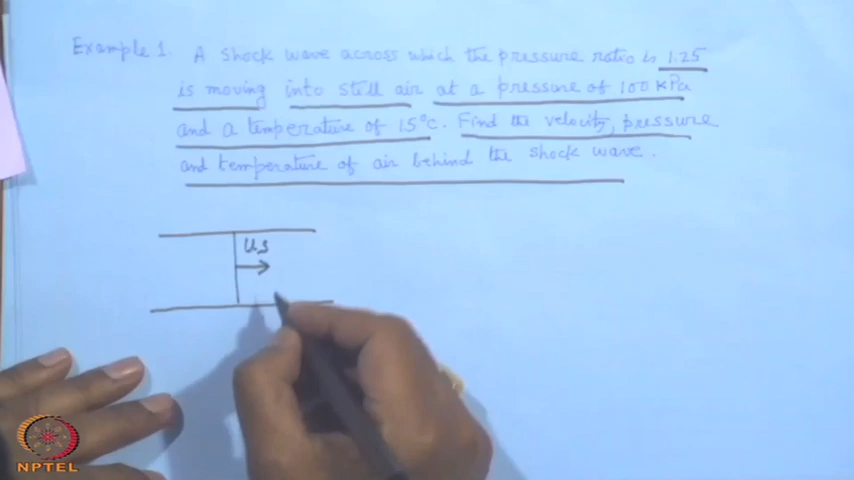 Example 1. A shock wave across which the pressure ratio is 1.25
is moving into still air at a pressure of 100 kPa
and a temperature of 15°C. Find the velocity, pressure
and temperature of air behind the shock wave.
Us
NPTEL